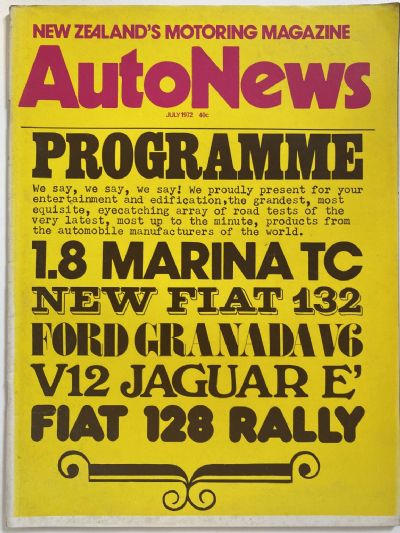 NEW ZEALAND'S MOTORING MAGAZINE
AutoNews
JULY 1972 40c
PROGRAMME
We say, we say, we say! We proudly present for your
entertainment and edification,the grandest, most
equisite, eyecatching array of road tests of the
very latest, most up to the minute, products from
the automobile manufacturers of the world.
1.8 MARINA TC
NEW FIAT 132
FORD GRANADA V6
V12 JAGUAR E'
FIAT 128 RALLY